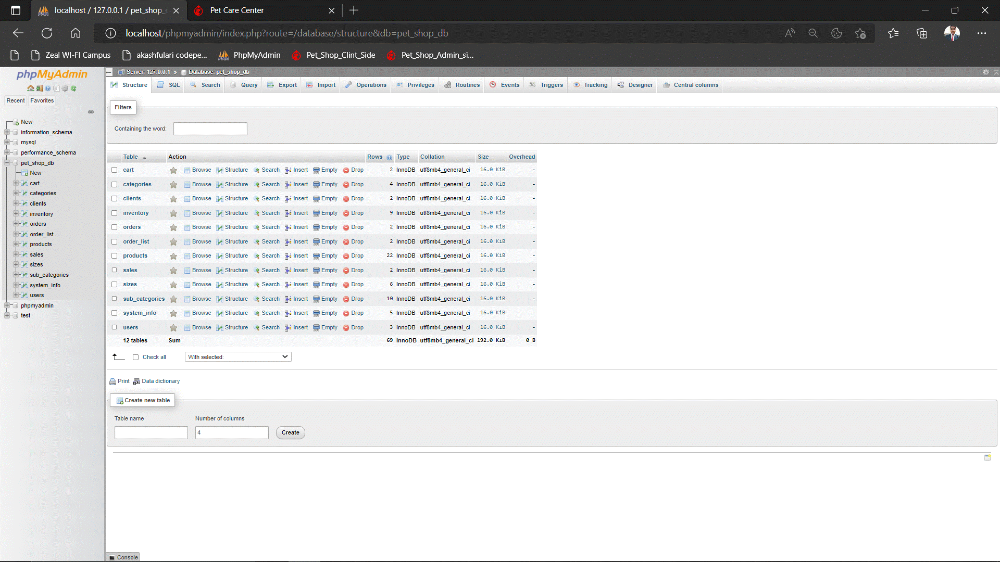 localhost / 127.0.0.1 / pet_shop_
Pet Care Center
localhost/phpmyadmin/index.php?route=/database/structure&db=pet_shop_db
Zeal WI-FI Campus
akashfulari codepe...
PhpMyAdmin
Pet_Shop_Clint_Side
Pet_Shop_Admin_si...
phpMyAdmin
Recent Favorites
New
information_schema
mysql
performance_schema
pet_shop_db
New
cart
categories
clients
inventory
orders
order_list
products
sales
sizes
sub_categories
system_info
users
phpmyadmin
test
Server: 127.0.0.1 » Database: pet_shop_db
Structure SQL Search Query Export Import Operations Privileges Routines Events Triggers Tracking Designer Central columns
Filters
Containing the word:
Table Action Rows Type Collation Size Overhead
cart Browse Structure Search Insert Empty Drop 2 InnoDB utf8mb4_general_ci 16.0 KiB -
categories Browse Structure Search Insert Empty Drop 4 InnoDB utf8mb4_general_ci 16.0 KiB -
clients Browse Structure Search Insert Empty Drop 2 InnoDB utf8mb4_general_ci 16.0 KiB -
inventory Browse Structure Search Insert Empty Drop 9 InnoDB utf8mb4_general_ci 16.0 KiB -
orders Browse Structure Search Insert Empty Drop 2 InnoDB utf8mb4_general_ci 16.0 KiB -
order_list Browse Structure Search Insert Empty Drop 2 InnoDB utf8mb4_general_ci 16.0 KiB -
products Browse Structure Search Insert Empty Drop 22 InnoDB utf8mb4_general_ci 16.0 KiB -
sales Browse Structure Search Insert Empty Drop 2 InnoDB utf8mb4_general_ci 16.0 KiB -
sizes Browse Structure Search Insert Empty Drop 6 InnoDB utf8mb4_general_ci 16.0 KiB -
sub_categories Browse Structure Search Insert Empty Drop 10 InnoDB utf8mb4_general_ci 16.0 KiB -
system_info Browse Structure Search Insert Empty Drop 5 InnoDB utf8mb4_general_ci 16.0 KiB -
users Browse Structure Search Insert Empty Drop 3 InnoDB utf8mb4_general_ci 16.0 KiB -
12 tables Sum 69 InnoDB utf8mb4_general_ci 192.0 KiB 0 B
Check all With selected:
Print Data dictionary
Create new table
Table name Number of columns
4 Create
Console